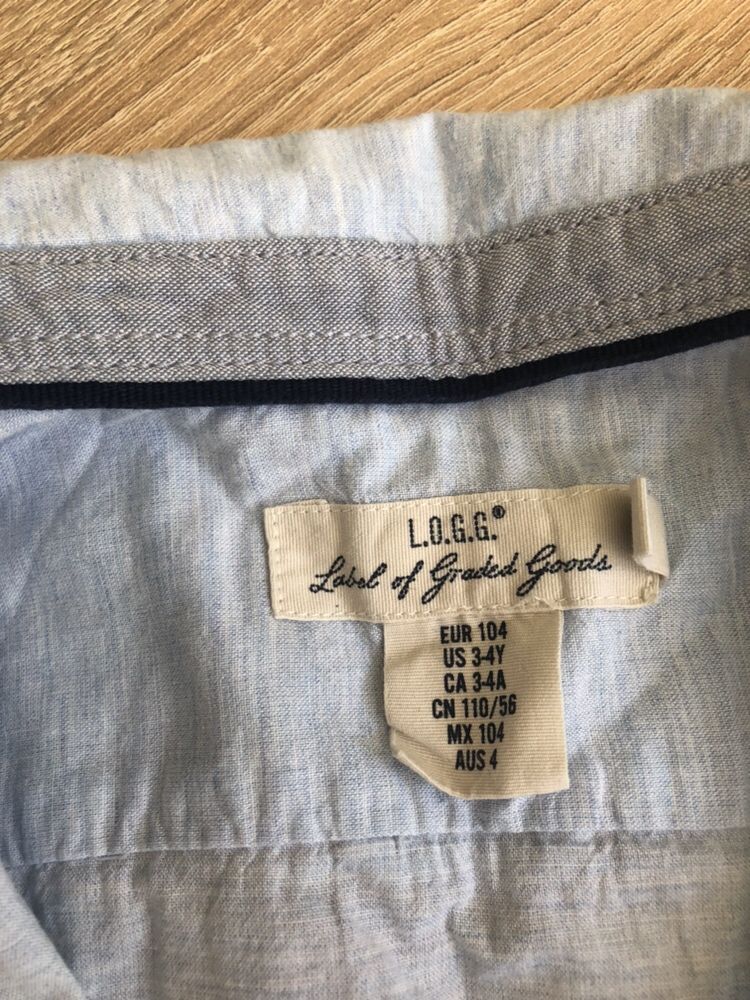 L.O.G.G.®
Label of Graded Goods
EUR 104
US 3-4Y
CA 3-4A
CN 110/56
MX 104
AUS 4